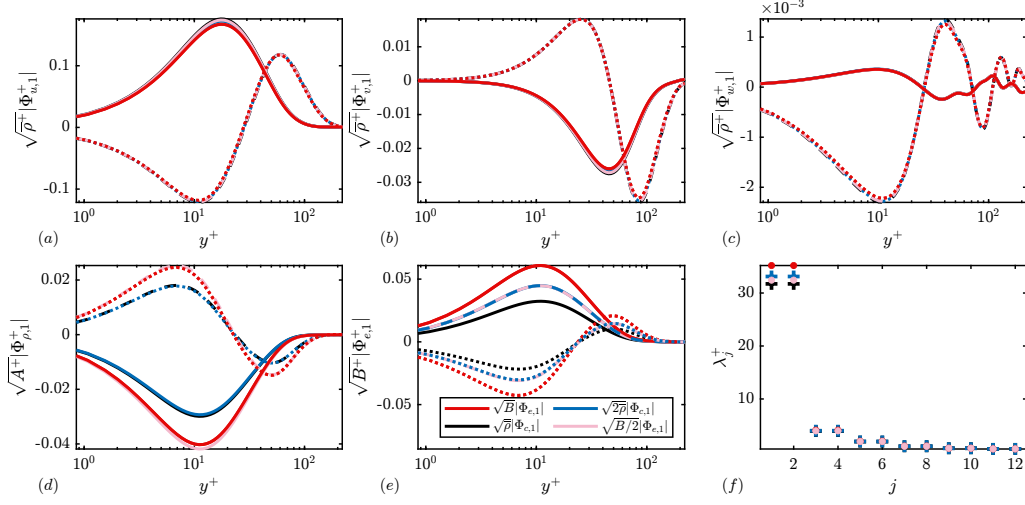 √ρ̄⁺|Φ⁺u,1|
0.1
0
-0.1
10⁰
10¹
10²
(a)
y⁺
√ρ̄⁺|Φ⁺v,1|
0.01
0
-0.01
-0.02
-0.03
10⁰
10¹
10²
(b)
y⁺
√ρ̄⁺|Φ⁺w,1|
×10⁻³
1
0
-1
-2
10⁰
10¹
10²
(c)
y⁺
√A⁺|Φ⁺ρ,1|
0.02
0
-0.02
-0.04
10⁰
10¹
10²
(d)
y⁺
√B⁺|Φ⁺e,1|
0.05
0
-0.05
√B|Φe,1|
√2ρ̄|Φc,1|
√ρ̄|Φc,1|
√B/2|Φe,1|
10⁰
10¹
10²
(e)
y⁺
λ⁺j
30
20
10
2
4
6
8
10
12
(f)
j